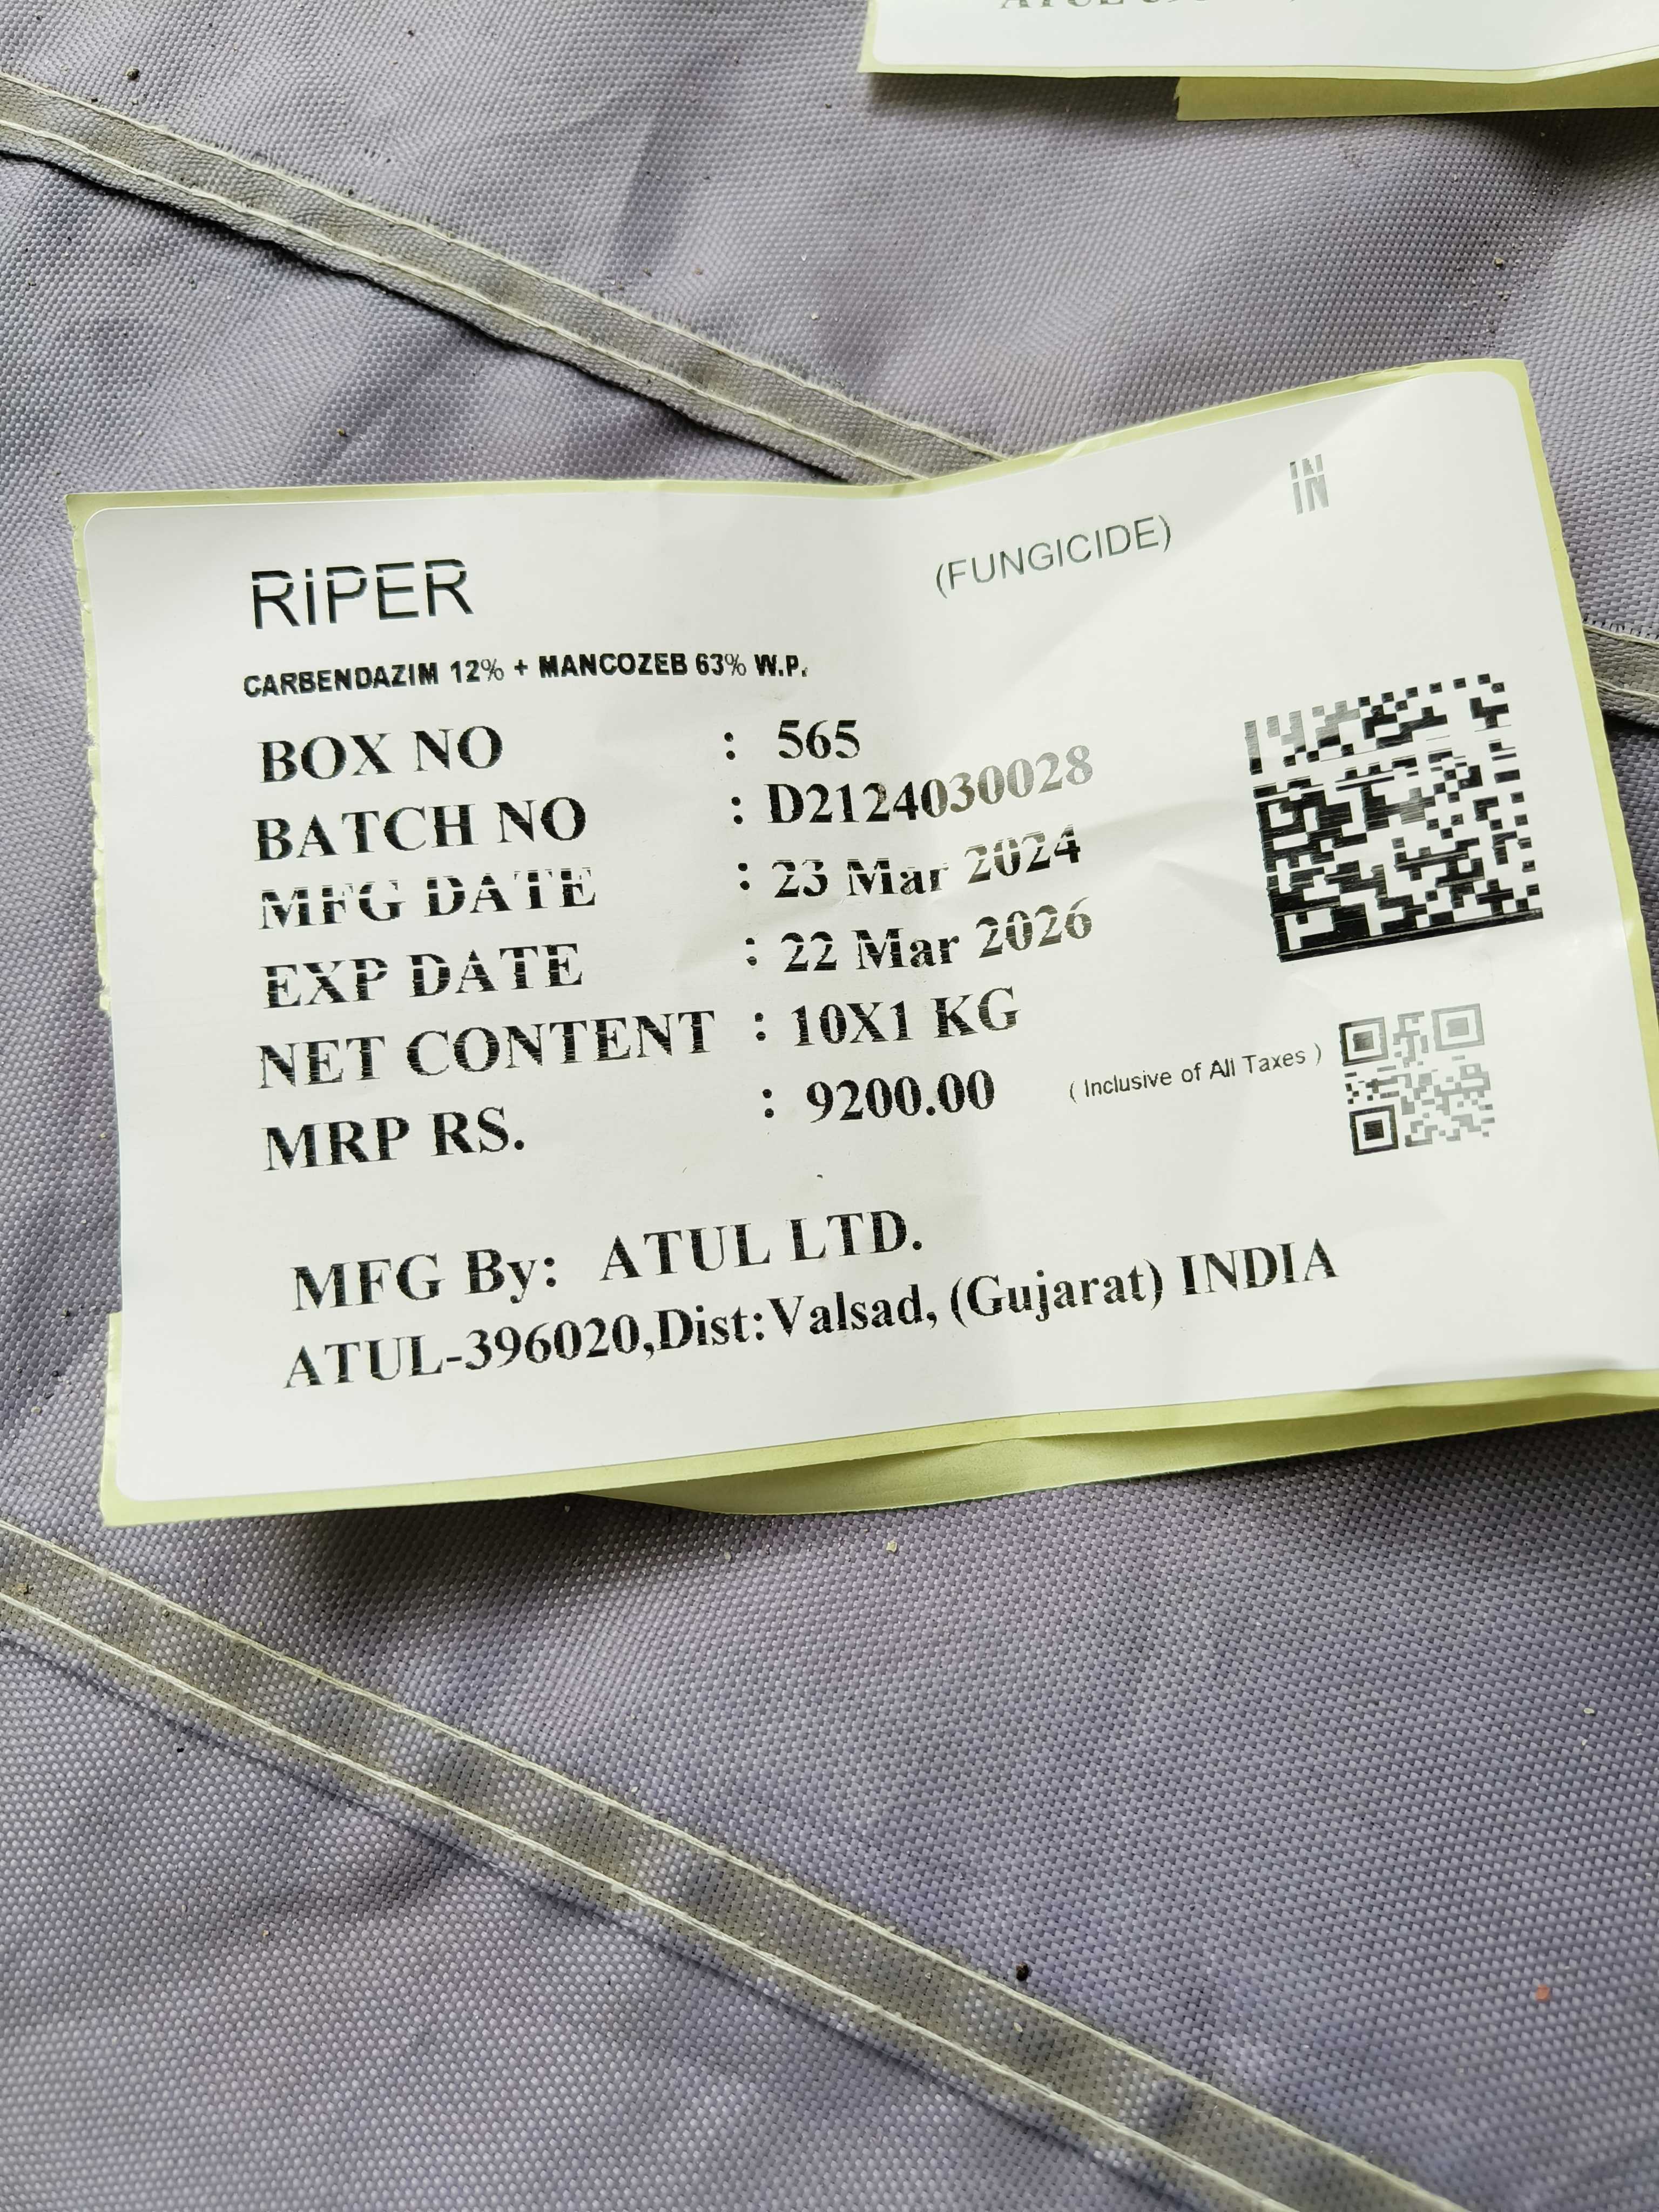 RIPER (FUNGICIDE) IN
CARBENDAZIM 12% + MANCOZEB 63% W.P.
BOX NO : 565
BATCH NO : D2124030028
MFG DATE : 23 Mar 2024
EXP DATE : 22 Mar 2026
NET CONTENT : 10X1 KG
MRP RS. : 9200.00 ( Inclusive of All Taxes )
MFG By: ATUL LTD.
ATUL-396020,Dist:Valsad, (Gujarat) INDIA